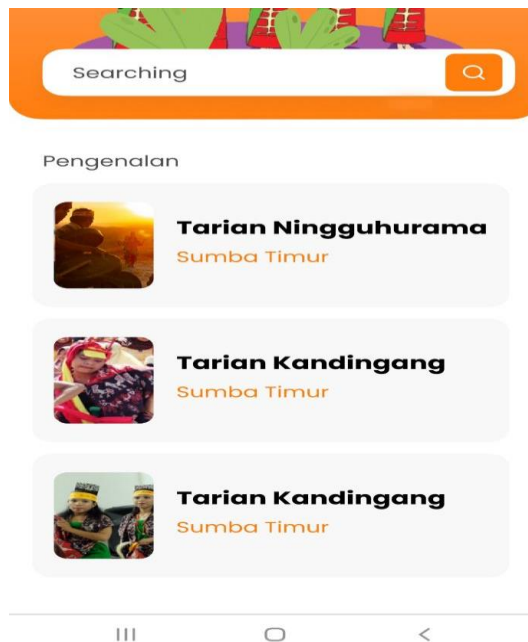 Searching
Pengenalan
Tarian Ningguhurama
Sumba Timur
Tarian Kandingang
Sumba Timur
Tarian Kandingang
Sumba Timur